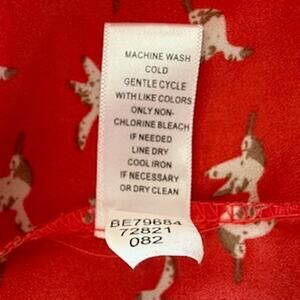 MACHINE WASH
COLD
GENTLE CYCLE
WITH LIKE COLORS
ONLY NON-
CHLORINE BLEACH
IF NEEDED
LINE DRY
COOL IRON
IF NECESSARY
OR DRY CLEAN
BE79684
72821
082